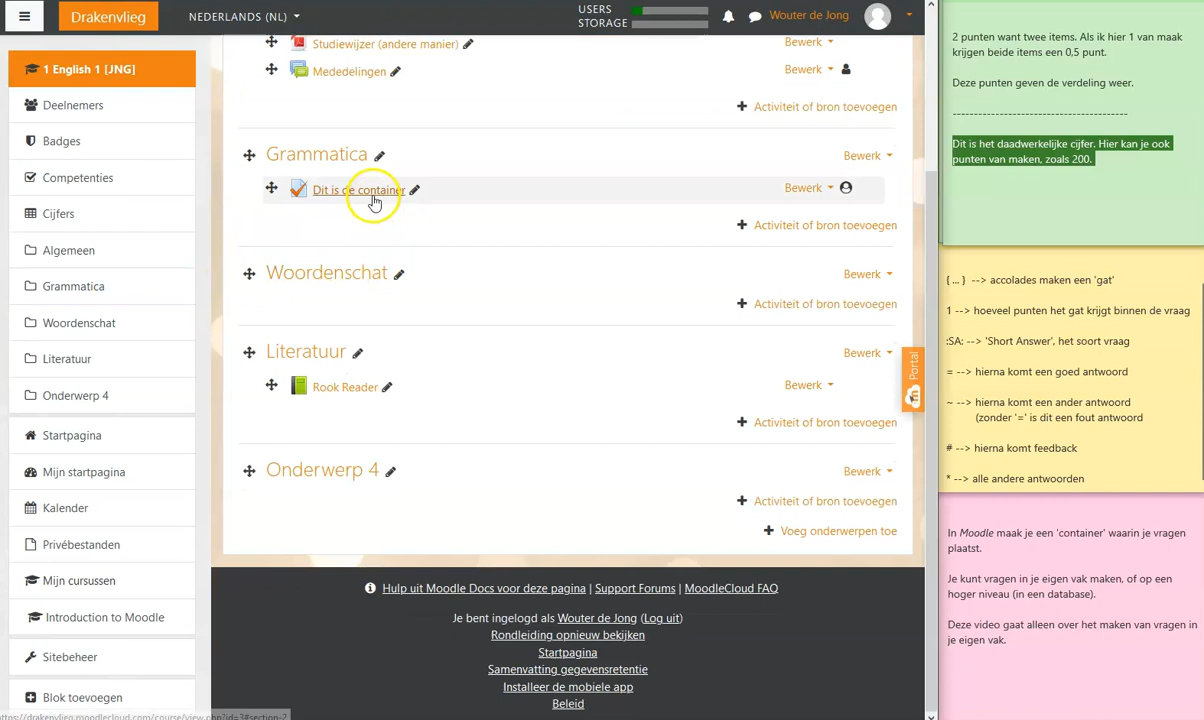 Drakenvlieg
NEDERLANDS (NL)
USERS
STORAGE
Wouter de Jong
1 English 1 [JNG]
Deelnemers
Badges
Competenties
Cijfers
Algemeen
Grammatica
Woordenschat
Literatuur
Onderwerp 4
Startpagina
Mijn startpagina
Kalender
Privébestanden
Mijn cursussen
Introduction to Moodle
Sitebeheer
Blok toevoegen
https://drakenvlieg.moodlecloud.com/course/view.php?id=3#section-2
Studiewijzer (andere manier)
Bewerk
Mededelingen
Bewerk
Activiteit of bron toevoegen
Grammatica
Bewerk
Dit is de container
Bewerk
Activiteit of bron toevoegen
Woordenschat
Bewerk
Activiteit of bron toevoegen
Literatuur
Bewerk
Rook Reader
Bewerk
Activiteit of bron toevoegen
Onderwerp 4
Bewerk
Activiteit of bron toevoegen
Voeg onderwerpen toe
Portal
Hulp uit Moodle Docs voor deze pagina | Support Forums | MoodleCloud FAQ
Je bent ingelogd als Wouter de Jong (Log uit)
Rondleiding opnieuw bekijken
Startpagina
Samenvatting gegevensretentie
Installeer de mobiele app
Beleid
2 punten want twee items. Als ik hier 1 van maak
krijgen beide items een 0,5 punt.
Deze punten geven de verdeling weer.
-----------------------------------------
Dit is het daadwerkelijke cijfer. Hier kan je ook
punten van maken, zoals 200.
{ ... } --> accolades maken een 'gat'
1 --> hoeveel punten het gat krijgt binnen de vraag
:SA: --> 'Short Answer', het soort vraag
= --> hierna komt een goed antwoord
~ --> hierna komt een ander antwoord
(zonder '=' is dit een fout antwoord
# --> hierna komt feedback
* --> alle andere antwoorden
In Moodle maak je een 'container' waarin je vragen
plaatst.
Je kunt vragen in je eigen vak maken, of op een
hoger niveau (in een database).
Deze video gaat alleen over het maken van vragen in
je eigen vak.